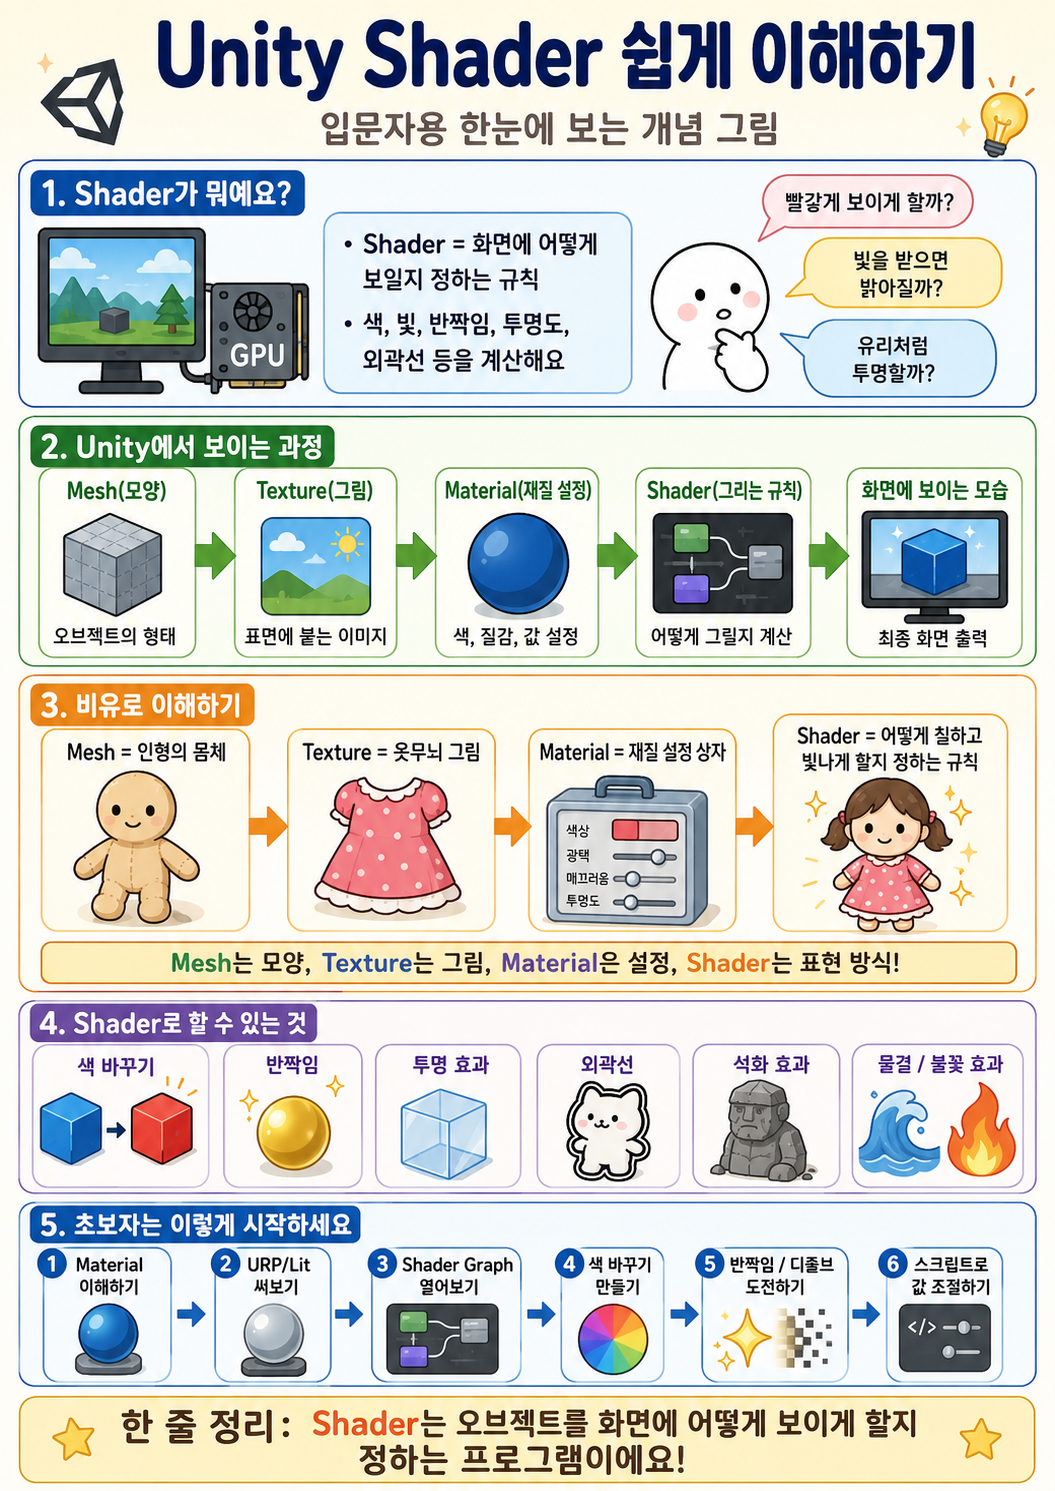 Unity Shader 쉽게 이해하기
입문자용 한눈에 보는 개념 그림
1. Shader가 뭐예요?
GPU
• Shader = 화면에 어떻게
보일지 정하는 규칙
• 색, 빛, 반짝임, 투명도,
외곽선 등을 계산해요
빨갛게 보이게 할까?
빛을 받으면
밝아질까?
유리처럼
투명할까?
2. Unity에서 보이는 과정
Mesh(모양)
오브젝트의 형태
Texture(그림)
표면에 붙는 이미지
Material(재질 설정)
색, 질감, 값 설정
Shader(그리는 규칙)
어떻게 그릴지 계산
화면에 보이는 모습
최종 화면 출력
3. 비유로 이해하기
Mesh = 인형의 몸체
Texture = 옷무늬 그림
Material = 재질 설정 상자
색상
광택
매끄러움
투명도
Shader = 어떻게 칠하고
빛나게 할지 정하는 규칙
Mesh는 모양, Texture는 그림, Material은 설정, Shader는 표현 방식!
4. Shader로 할 수 있는 것
색 바꾸기
반짝임
투명 효과
외곽선
석화 효과
물결 / 불꽃 효과
5. 초보자는 이렇게 시작하세요
1 Material
이해하기
2 URP/Lit
써보기
3 Shader Graph
열어보기
4 색 바꾸기
만들기
5 반짝임 / 디졸브
도전하기
6 스크립트로
값 조절하기
</>
한 줄 정리: Shader는 오브젝트를 화면에 어떻게 보이게 할지
정하는 프로그램이에요!